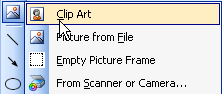 Clip Art
Picture from File
Empty Picture Frame
From Scanner or Camera...